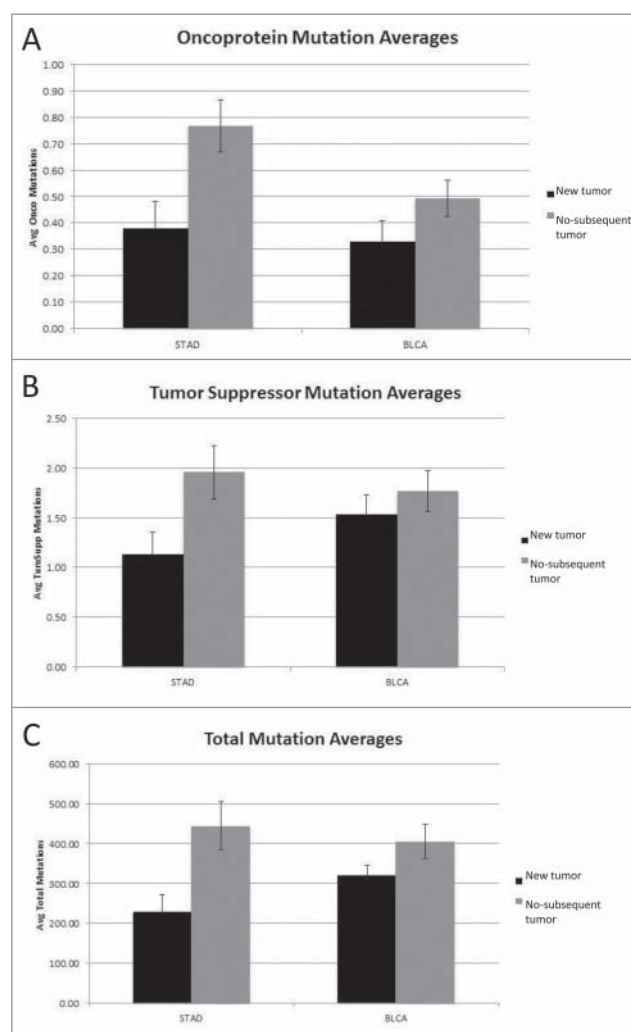 A
Oncoprotein Mutation Averages
1.00
0.90
0.80
0.70
0.60
0.50
0.40
0.30
0.20
0.10
0.00
Avg Onco Mutations
STAD
BLCA
New tumor
No-subsequent
tumor
B
Tumor Suppressor Mutation Averages
2.50
2.00
1.50
1.00
0.50
0.00
Avg TumSupp Mutations
STAD
BLCA
New tumor
No-subsequent
tumor
C
Total Mutation Averages
600.00
500.00
400.00
300.00
200.00
100.00
0.00
Avg Total Mutations
STAD
BLCA
New tumor
No-subsequent
tumor